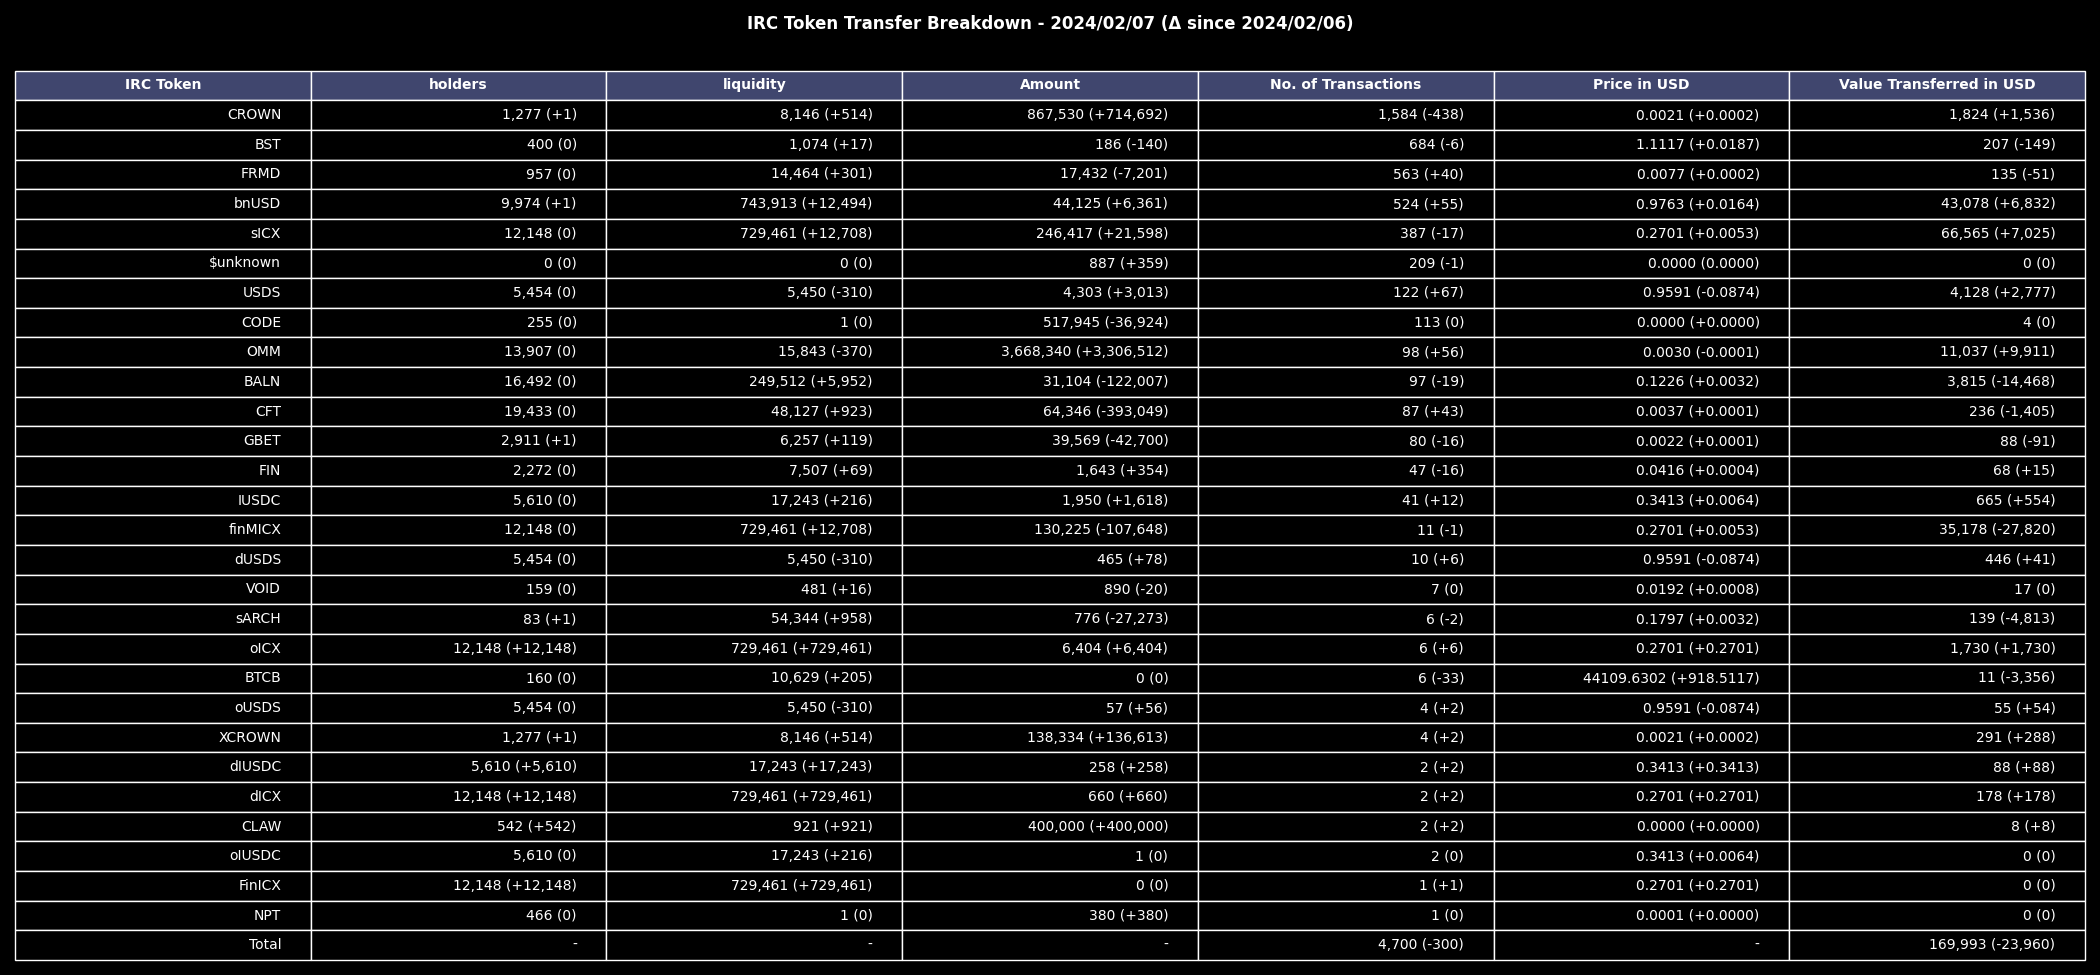 IRC Token Transfer Breakdown - 2024/02/07 (Δ since 2024/02/06)
IRC Token holders liquidity Amount No. of Transactions Price in USD Value Transferred in USD
CROWN 1,277 (+1) 8,146 (+514) 867,530 (+714,692) 1,584 (-438) 0.0021 (+0.0002) 1,824 (+1,536)
BST 400 (0) 1,074 (+17) 186 (-140) 684 (-6) 1.1117 (+0.0187) 207 (-149)
FRMD 957 (0) 14,464 (+301) 17,432 (-7,201) 563 (+40) 0.0077 (+0.0002) 135 (-51)
bnUSD 9,974 (+1) 743,913 (+12,494) 44,125 (+6,361) 524 (+55) 0.9763 (+0.0164) 43,078 (+6,832)
sICX 12,148 (0) 729,461 (+12,708) 246,417 (+21,598) 387 (-17) 0.2701 (+0.0053) 66,565 (+7,025)
$unknown 0 (0) 0 (0) 887 (+359) 209 (-1) 0.0000 (0.0000) 0 (0)
USDS 5,454 (0) 5,450 (-310) 4,303 (+3,013) 122 (+67) 0.9591 (-0.0874) 4,128 (+2,777)
CODE 255 (0) 1 (0) 517,945 (-36,924) 113 (0) 0.0000 (+0.0000) 4 (0)
OMM 13,907 (0) 15,843 (-370) 3,668,340 (+3,306,512) 98 (+56) 0.0030 (-0.0001) 11,037 (+9,911)
BALN 16,492 (0) 249,512 (+5,952) 31,104 (-122,007) 97 (-19) 0.1226 (+0.0032) 3,815 (-14,468)
CFT 19,433 (0) 48,127 (+923) 64,346 (-393,049) 87 (+43) 0.0037 (+0.0001) 236 (-1,405)
GBET 2,911 (+1) 6,257 (+119) 39,569 (-42,700) 80 (-16) 0.0022 (+0.0001) 88 (-91)
FIN 2,272 (0) 7,507 (+69) 1,643 (+354) 47 (-16) 0.0416 (+0.0004) 68 (+15)
IUSDC 5,610 (0) 17,243 (+216) 1,950 (+1,618) 41 (+12) 0.3413 (+0.0064) 665 (+554)
finMICX 12,148 (0) 729,461 (+12,708) 130,225 (-107,648) 11 (-1) 0.2701 (+0.0053) 35,178 (-27,820)
dUSDS 5,454 (0) 5,450 (-310) 465 (+78) 10 (+6) 0.9591 (-0.0874) 446 (+41)
VOID 159 (0) 481 (+16) 890 (-20) 7 (0) 0.0192 (+0.0008) 17 (0)
sARCH 83 (+1) 54,344 (+958) 776 (-27,273) 6 (-2) 0.1797 (+0.0032) 139 (-4,813)
oICX 12,148 (+12,148) 729,461 (+729,461) 6,404 (+6,404) 6 (+6) 0.2701 (+0.2701) 1,730 (+1,730)
BTCB 160 (0) 10,629 (+205) 0 (0) 6 (-33) 44109.6302 (+918.5117) 11 (-3,356)
oUSDS 5,454 (0) 5,450 (-310) 57 (+56) 4 (+2) 0.9591 (-0.0874) 55 (+54)
XCROWN 1,277 (+1) 8,146 (+514) 138,334 (+136,613) 4 (+2) 0.0021 (+0.0002) 291 (+288)
dIUSDC 5,610 (+5,610) 17,243 (+17,243) 258 (+258) 2 (+2) 0.3413 (+0.3413) 88 (+88)
dICX 12,148 (+12,148) 729,461 (+729,461) 660 (+660) 2 (+2) 0.2701 (+0.2701) 178 (+178)
CLAW 542 (+542) 921 (+921) 400,000 (+400,000) 2 (+2) 0.0000 (+0.0000) 8 (+8)
oIUSDC 5,610 (0) 17,243 (+216) 1 (0) 2 (0) 0.3413 (+0.0064) 0 (0)
FinICX 12,148 (+12,148) 729,461 (+729,461) 0 (0) 1 (+1) 0.2701 (+0.2701) 0 (0)
NPT 466 (0) 1 (0) 380 (+380) 1 (0) 0.0001 (+0.0000) 0 (0)
Total - - - 4,700 (-300) - 169,993 (-23,960)